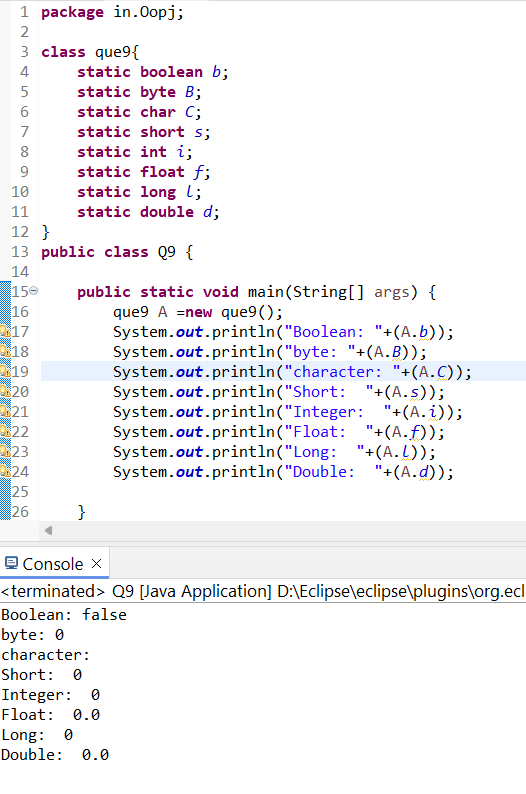 1 package in.Oopj;
2
3 class que9{
4     static boolean b;
5     static byte B;
6     static char C;
7     static short s;
8     static int i;
9     static float f;
10     static long l;
11     static double d;
12 }
13 public class Q9 {
14
15     public static void main(String[] args) {
16         que9 A =new que9();
17         System.out.println("Boolean: "+(A.b));
18         System.out.println("byte: "+(A.B));
19         System.out.println("character: "+(A.C));
20         System.out.println("Short:  "+(A.s));
21         System.out.println("Integer:  "+(A.i));
22         System.out.println("Float:  "+(A.f));
23         System.out.println("Long:  "+(A.l));
24         System.out.println("Double:  "+(A.d));
25
26     }
Console
<terminated> Q9 [Java Application] D:\Eclipse\eclipse\plugins\org.ecl
Boolean: false
byte: 0
character:
Short:  0
Integer:  0
Float:  0.0
Long:  0
Double:  0.0